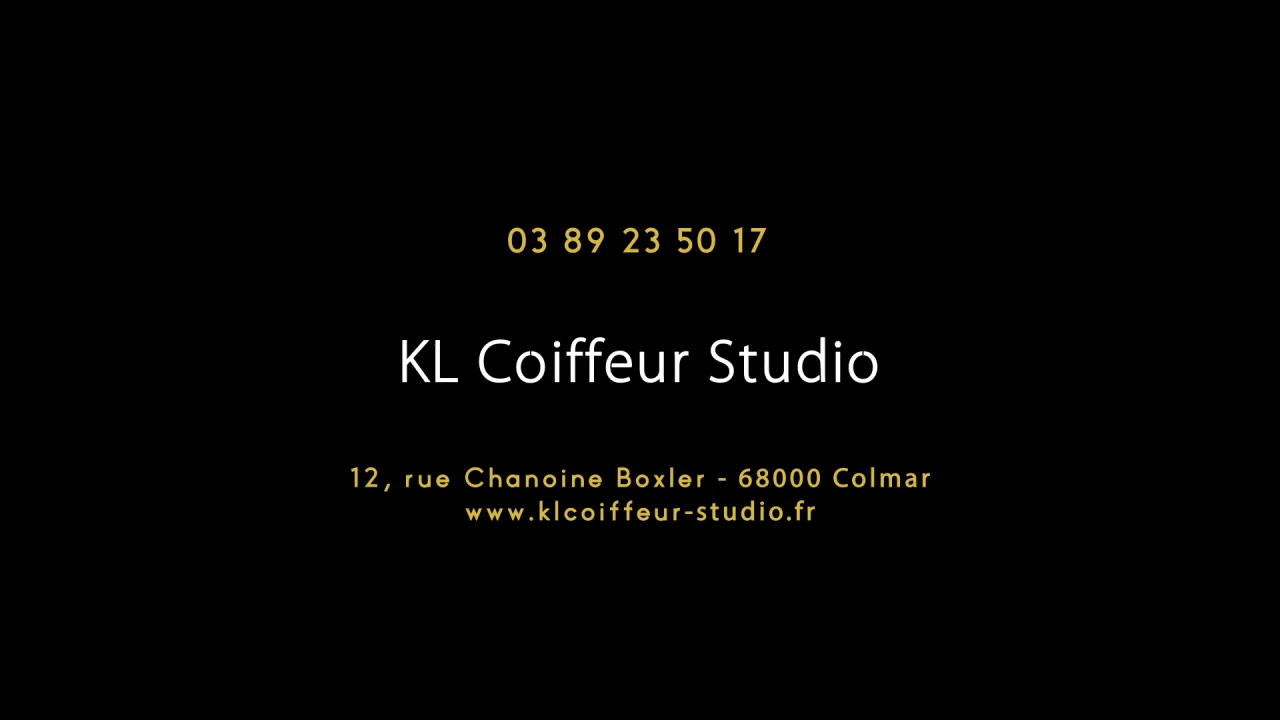 03 89 23 50 17
KL Coiffeur Studio
12, rue Chanoine Boxler - 68000 Colmar
www.klcoiffeur-studio.fr